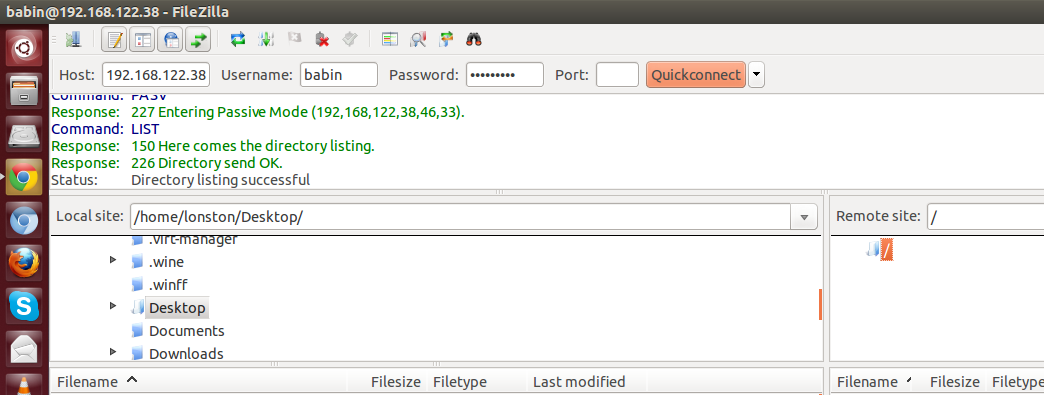 babin@192.168.122.38 - FileZilla
Host: 192.168.122.38 Username: babin Password: ••••••••• Port: Quickconnect
Command: PASV
Response: 227 Entering Passive Mode (192,168,122,38,46,33).
Command: LIST
Response: 150 Here comes the directory listing.
Response: 226 Directory send OK.
Status: Directory listing successful
Local site: /home/lonston/Desktop/ Remote site: /
.virt-manager
/
.wine
.winff
Desktop
Documents
Downloads
Filename Filesize Filetype Last modified Filename Filesize Filetype